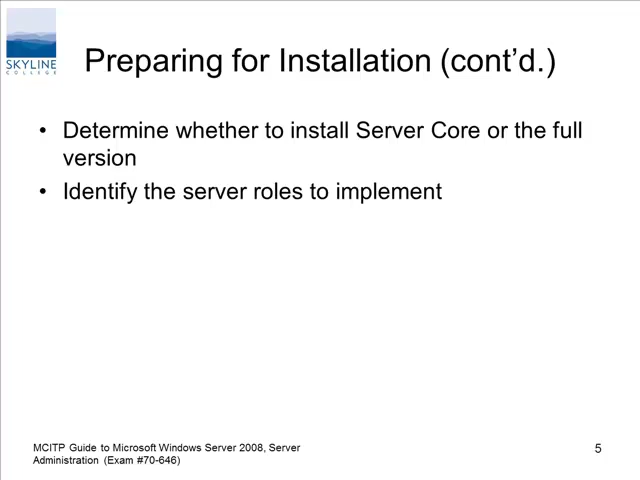 SKYLINE
COLLEGE
Preparing for Installation (cont’d.)
• Determine whether to install Server Core or the full
version
• Identify the server roles to implement
MCITP Guide to Microsoft Windows Server 2008, Server
Administration (Exam #70-646)
5